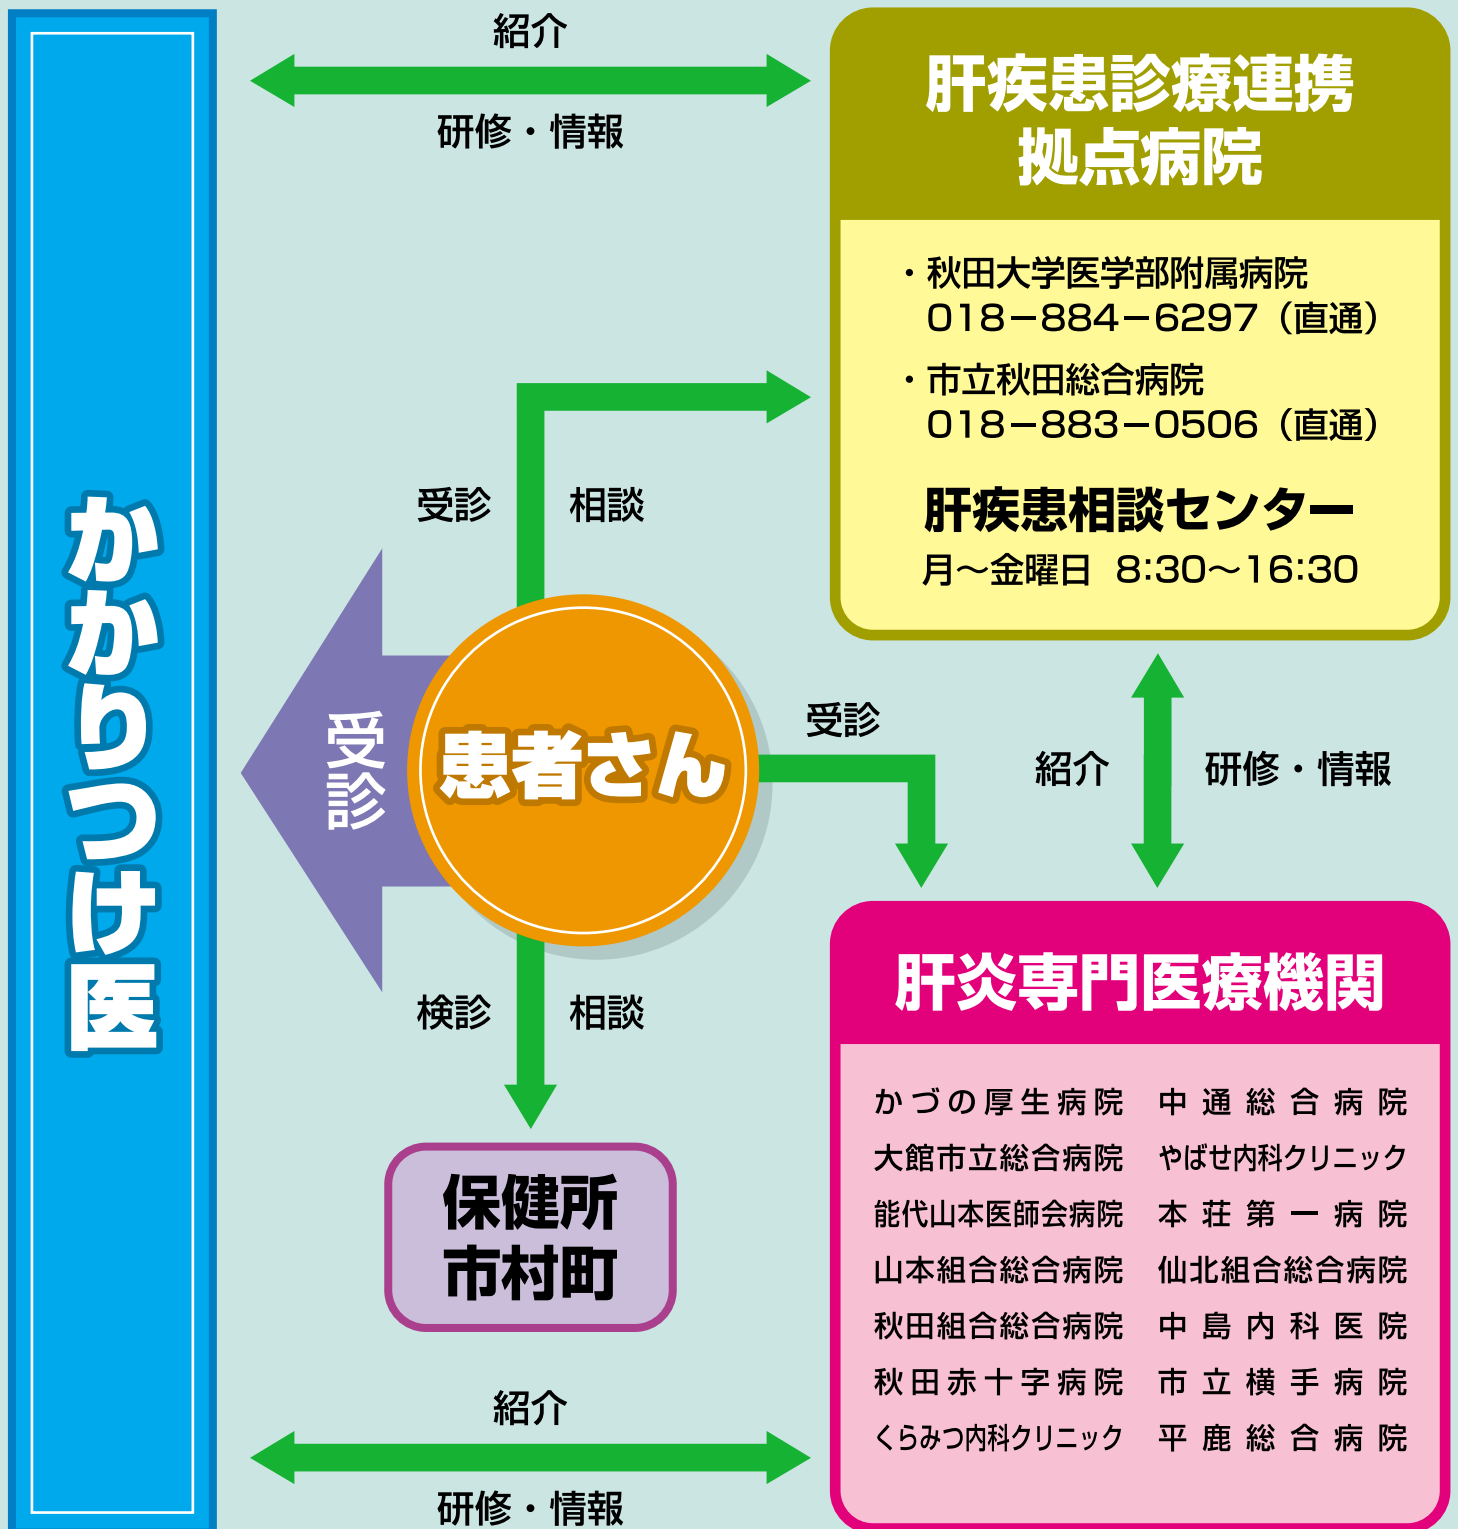 かかりつけ医
紹介
研修・情報
肝疾患診療連携
拠点病院
・秋田大学医学部附属病院
018－884－6297（直通）
・市立秋田総合病院
018－883－0506（直通）
肝疾患相談センター
月〜金曜日 8:30〜16:30
受診 相談
受診
患者さん
受診
紹介 研修・情報
検診 相談
保健所
市村町
肝炎専門医療機関
かづの厚生病院 中通総合病院
大館市立総合病院 やばせ内科クリニック
能代山本医師会病院 本荘第一病院
山本組合総合病院 仙北組合総合病院
秋田組合総合病院 中島内科医院
秋田赤十字病院 市立横手病院
くらみつ内科クリニック 平鹿総合病院
紹介
研修・情報